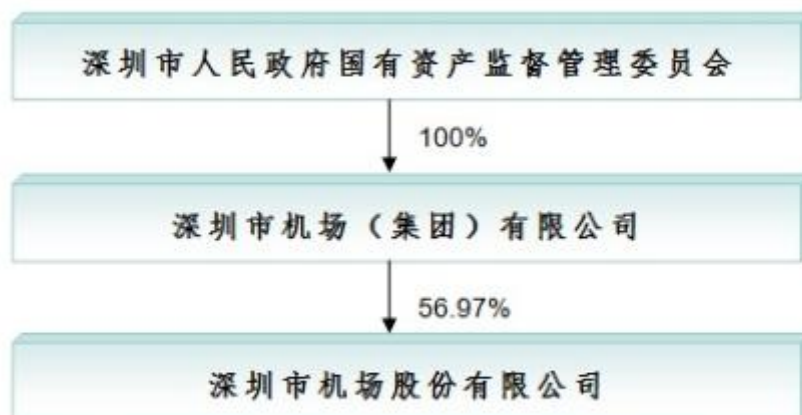 深圳市人民政府国有资产监督管理委员会
100%
深圳市机场（集团）有限公司
56.97%
深圳市机场股份有限公司